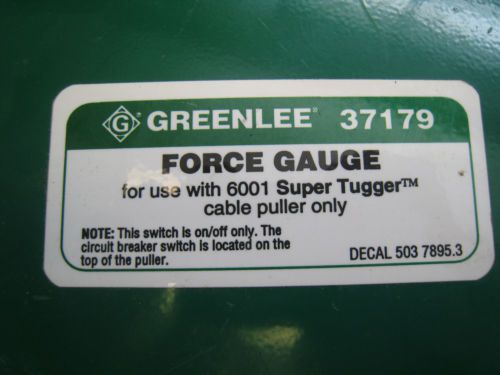 G GREENLEE® 37179
FORCE GAUGE
for use with 6001 Super Tugger™
cable puller only
NOTE: This switch is on/off only. The
circuit breaker switch is located on the
top of the puller.
DECAL 503 7895.3